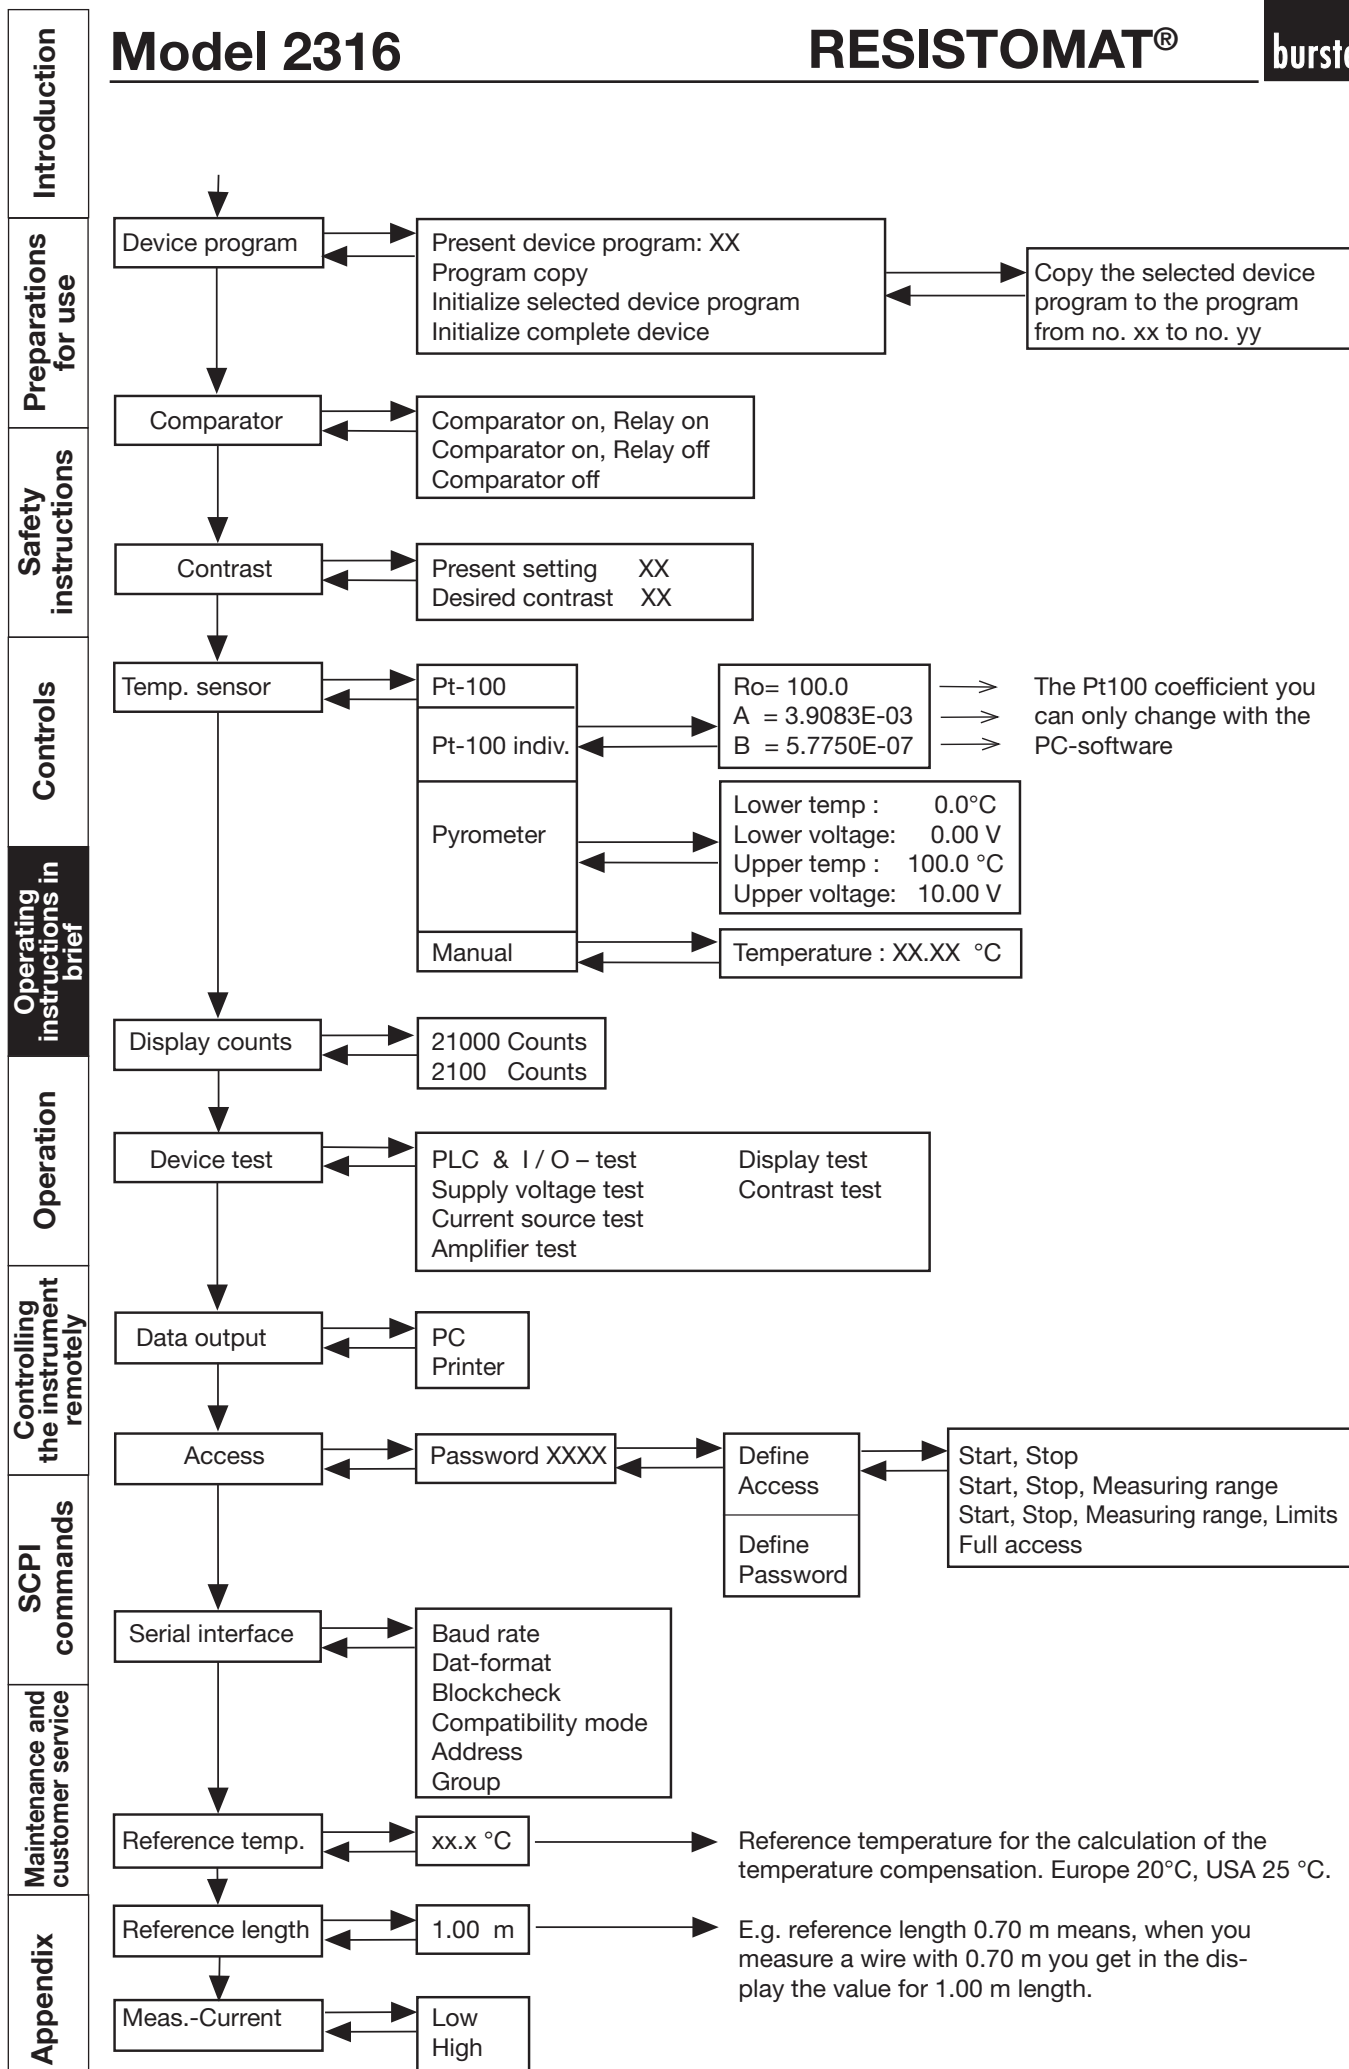 Model 2316
RESISTOMAT®
Introduction
Preparations
for use
Safety
instructions
Controls
Operating
instructions in
brief
Operation
Controlling
the instrument
remotely
SCPI
commands
Maintenance and
customer service
Appendix
Device program
Present device program: XX
Program copy
Initialize selected device program
Initialize complete device
Copy the selected device
program to the program
from no. xx to no. yy
Comparator
Comparator on, Relay on
Comparator on, Relay off
Comparator off
Contrast
Present setting XX
Desired contrast XX
Temp. sensor
Pt-100
Pt-100 indiv.
Ro= 100.0
A = 3.9083E-03
B = 5.7750E-07
The Pt100 coefficient you
can only change with the
PC-software
Pyrometer
Lower temp : 0.0°C
Lower voltage: 0.00 V
Upper temp : 100.0 °C
Upper voltage: 10.00 V
Manual
Temperature : XX.XX °C
Display counts
21000 Counts
2100 Counts
Device test
PLC & I / O – test Display test
Supply voltage test Contrast test
Current source test
Amplifier test
Data output
PC
Printer
Access
Password XXXX
Define
Access
Define
Password
Start, Stop
Start, Stop, Measuring range
Start, Stop, Measuring range, Limits
Full access
Serial interface
Baud rate
Dat-format
Blockcheck
Compatibility mode
Address
Group
Reference temp.
xx.x °C
Reference temperature for the calculation of the
temperature compensation. Europe 20°C, USA 25 °C.
Reference length
1.00 m
E.g. reference length 0.70 m means, when you
measure a wire with 0.70 m you get in the dis-
play the value for 1.00 m length.
Meas.-Current
Low
High